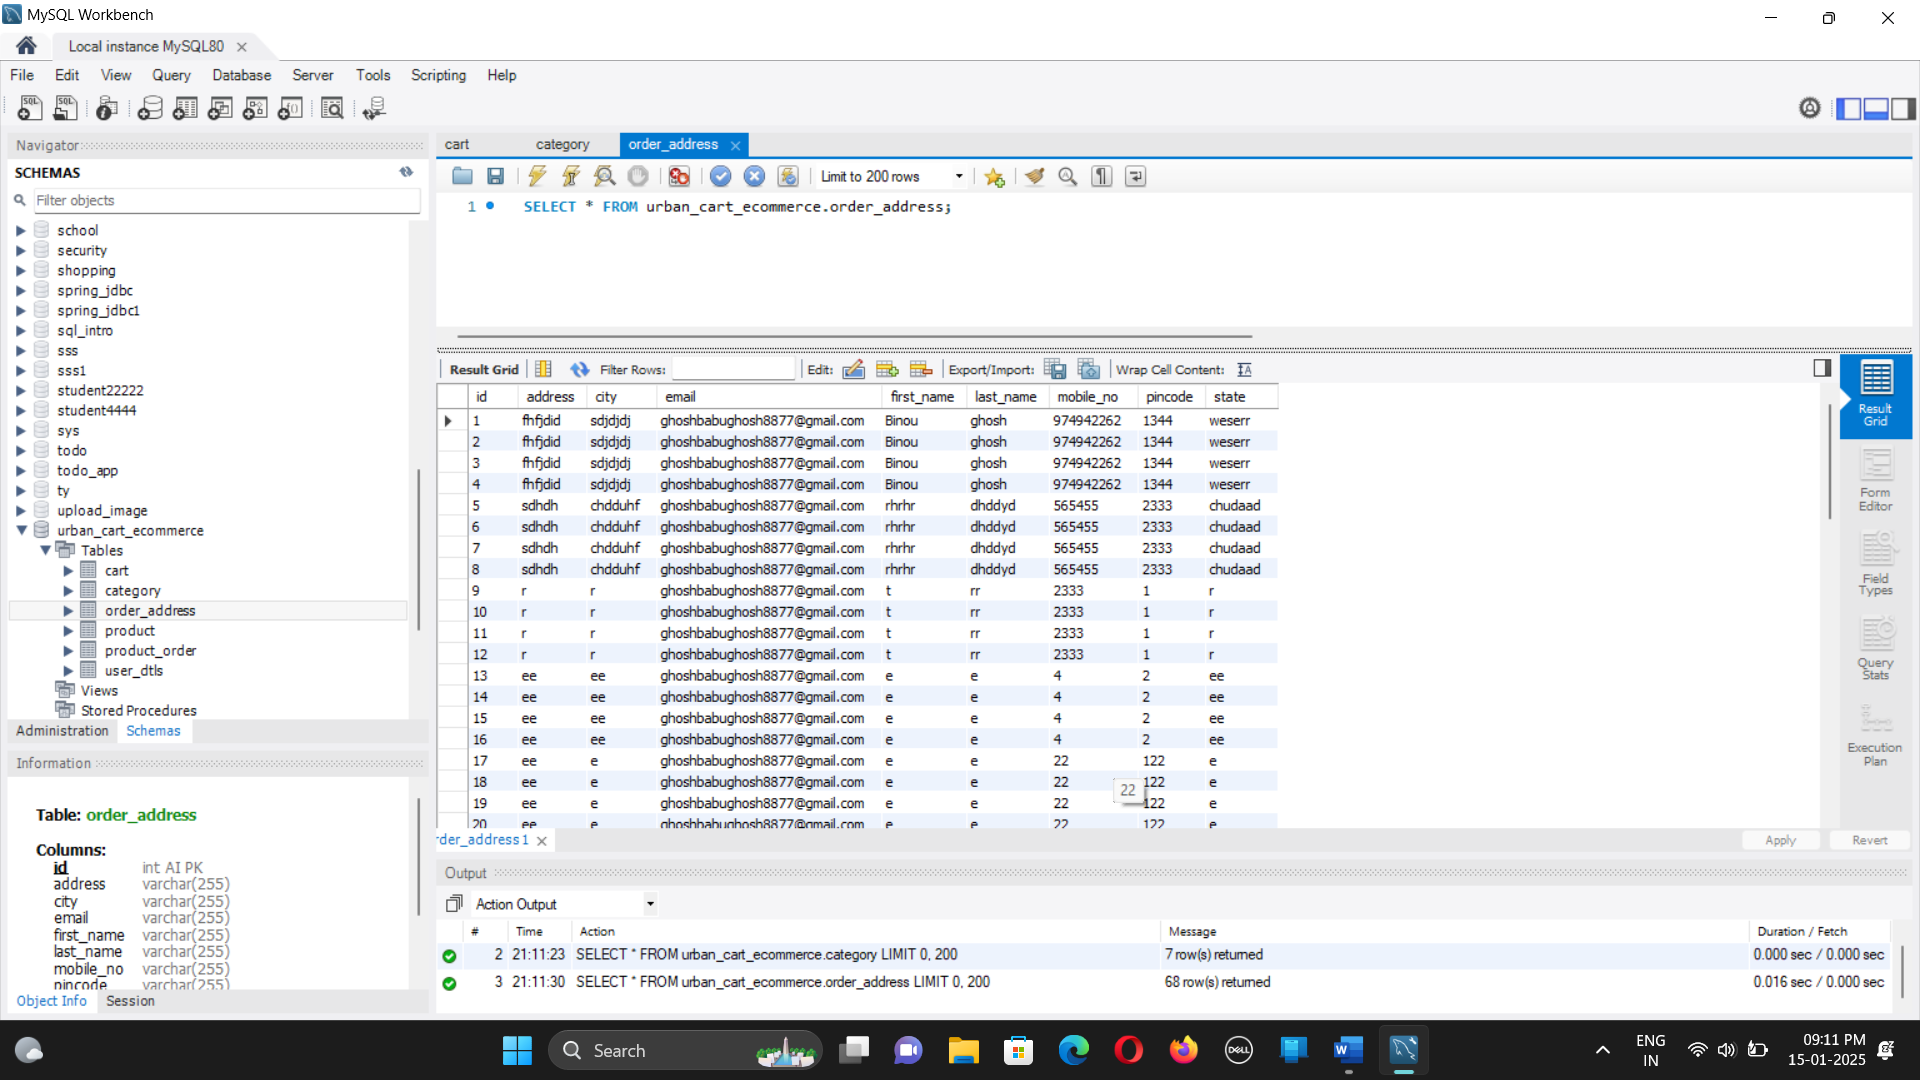 MySQL Workbench
Local instance MySQL80
File Edit View Query Database Server Tools Scripting Help
Navigator
SCHEMAS
Filter objects
school
security
shopping
spring_jdbc
spring_jdbc1
sql_intro
sss
sss1
student22222
student4444
sys
todo
todo_app
ty
upload_image
urban_cart_ecommerce
Tables
cart
category
order_address
product
product_order
user_dtls
Views
Stored Procedures
Administration Schemas
Information
Table: order_address
Columns:
id int AI PK
address varchar(255)
city varchar(255)
email varchar(255)
first_name varchar(255)
last_name varchar(255)
mobile_no varchar(255)
pincode varchar(255)
Object Info Session
cart category order_address
Limit to 200 rows
1 SELECT * FROM urban_cart_ecommerce.order_address;
Result Grid Filter Rows: Edit: Export/Import: Wrap Cell Content:
id address city email first_name last_name mobile_no pincode state
1 fhfjdid sdjdjdj ghoshbabughosh8877@gmail.com Binou ghosh 974942262 1344 weserr
2 fhfjdid sdjdjdj ghoshbabughosh8877@gmail.com Binou ghosh 974942262 1344 weserr
3 fhfjdid sdjdjdj ghoshbabughosh8877@gmail.com Binou ghosh 974942262 1344 weserr
4 fhfjdid sdjdjdj ghoshbabughosh8877@gmail.com Binou ghosh 974942262 1344 weserr
5 sdhdh chdduhf ghoshbabughosh8877@gmail.com rhrhr dhddyd 565455 2333 chudaad
6 sdhdh chdduhf ghoshbabughosh8877@gmail.com rhrhr dhddyd 565455 2333 chudaad
7 sdhdh chdduhf ghoshbabughosh8877@gmail.com rhrhr dhddyd 565455 2333 chudaad
8 sdhdh chdduhf ghoshbabughosh8877@gmail.com rhrhr dhddyd 565455 2333 chudaad
9 r r ghoshbabughosh8877@gmail.com t rr 2333 1 r
10 r r ghoshbabughosh8877@gmail.com t rr 2333 1 r
11 r r ghoshbabughosh8877@gmail.com t rr 2333 1 r
12 r r ghoshbabughosh8877@gmail.com t rr 2333 1 r
13 ee ee ghoshbabughosh8877@gmail.com e e 4 2 ee
14 ee ee ghoshbabughosh8877@gmail.com e e 4 2 ee
15 ee ee ghoshbabughosh8877@gmail.com e e 4 2 ee
16 ee ee ghoshbabughosh8877@gmail.com e e 4 2 ee
17 ee e ghoshbabughosh8877@gmail.com e e 22 122 e
18 ee e ghoshbabughosh8877@gmail.com e e 22 122 e
22
19 ee e ghoshbabughosh8877@gmail.com e e 22 122 e
20 ee e ghoshbabughosh8877@gmail.com e e 22 122 e
Result
Grid
Form
Editor
Field
Types
Query
Stats
Execution
Plan
rder_address1 Apply Revert
Output
Action Output
# Time Action Message Duration / Fetch
2 21:11:23 SELECT * FROM urban_cart_ecommerce.category LIMIT 0, 200 7 row(s) returned 0.000 sec / 0.000 sec
3 21:11:30 SELECT * FROM urban_cart_ecommerce.order_address LIMIT 0, 200 68 row(s) returned 0.016 sec / 0.000 sec
Search
DELL
W
ENG
IN
09:11 PM
15-01-2025